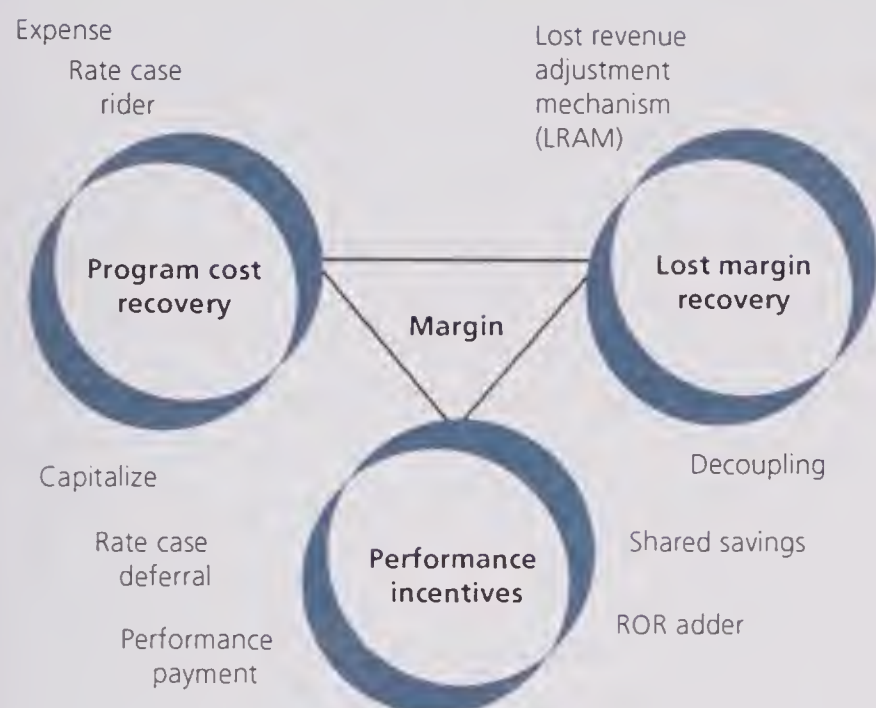 Expense
Rate case
rider
Lost revenue
adjustment
mechanism
(LRAM)
Program cost
recovery
Margin
Lost margin
recovery
Capitalize
Rate case
deferral
Performance
payment
Performance
incentives
Decoupling
Shared savings
ROR adder